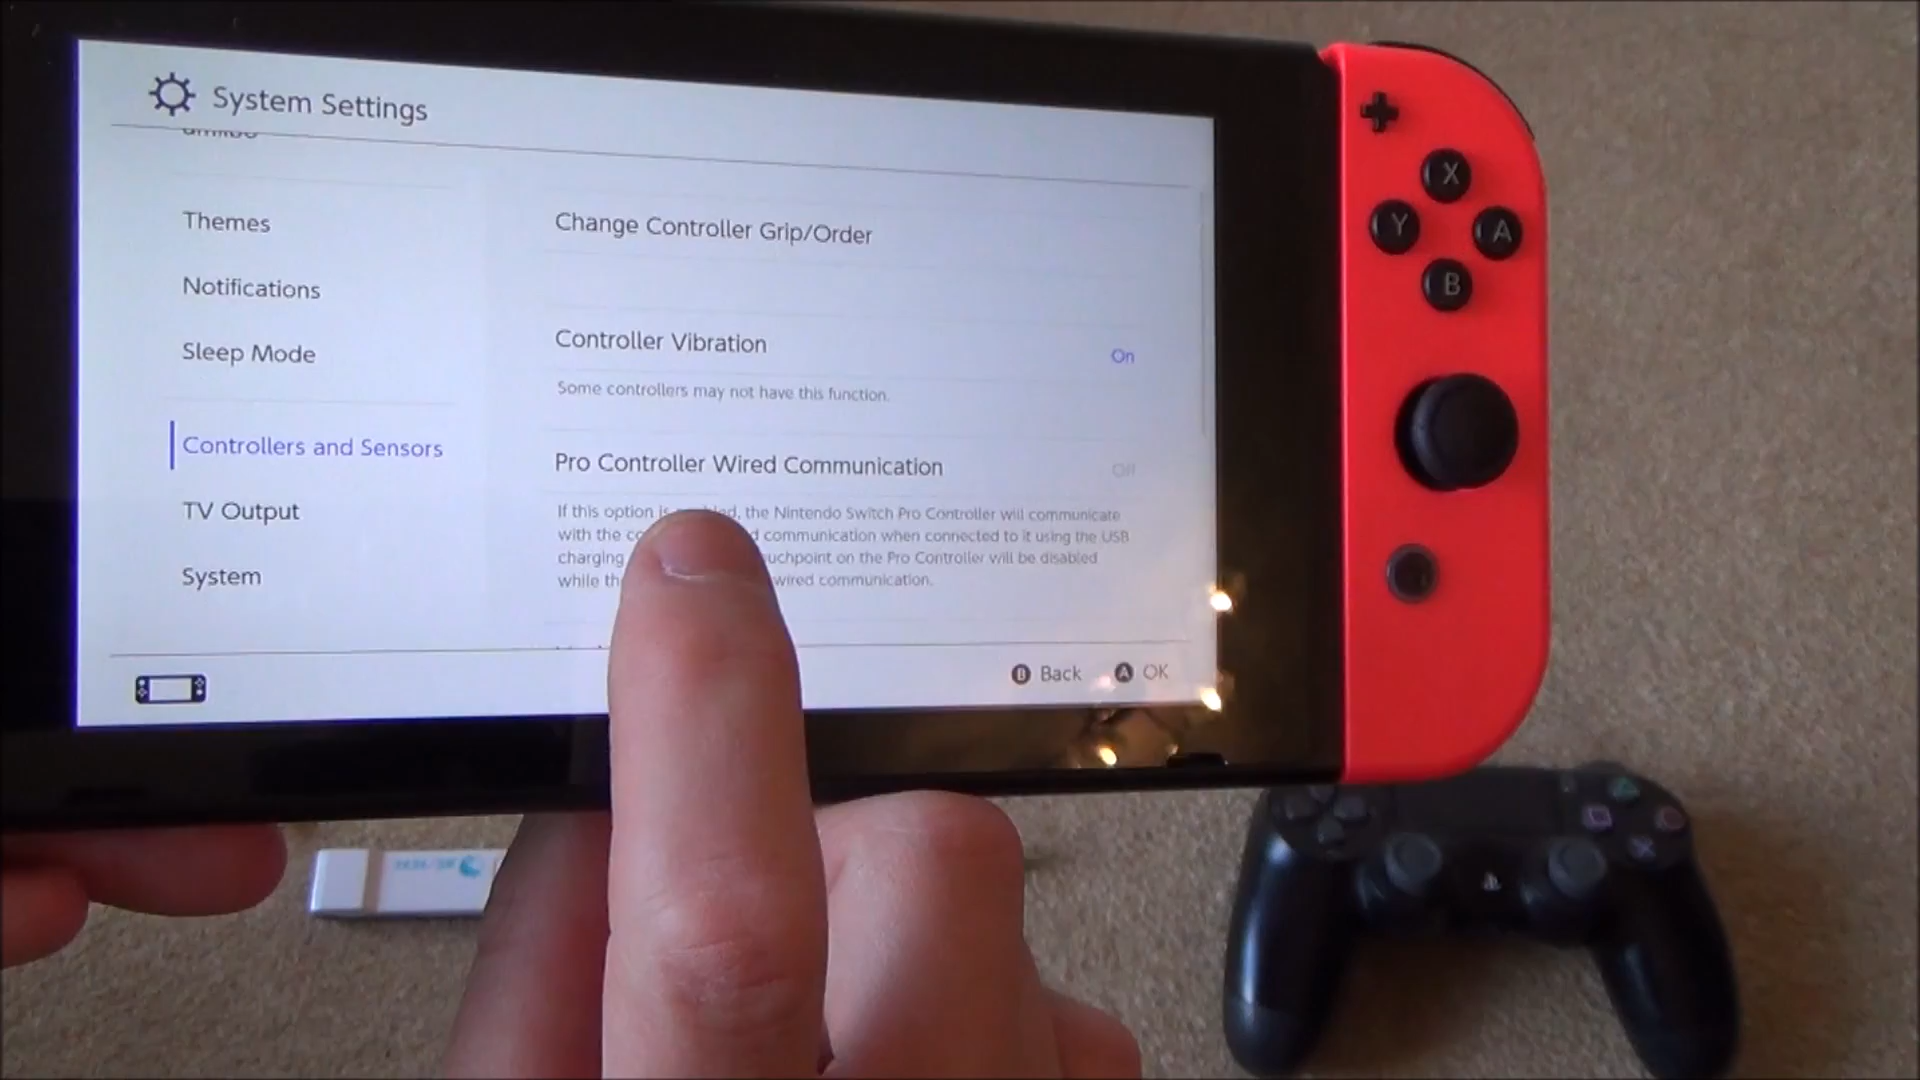 System Settings
amiibo
Themes
Notifications
Sleep Mode
Controllers and Sensors
TV Output
System
Change Controller Grip/Order
Controller Vibration
On
Some controllers may not have this function.
Pro Controller Wired Communication
Off
If this option is enabled, the Nintendo Switch Pro Controller will communicate
with the communication when connected to it using the USB
charging touchpoint on the Pro Controller will be disabled
while wired communication.
B Back
A OK
X
Y
A
B